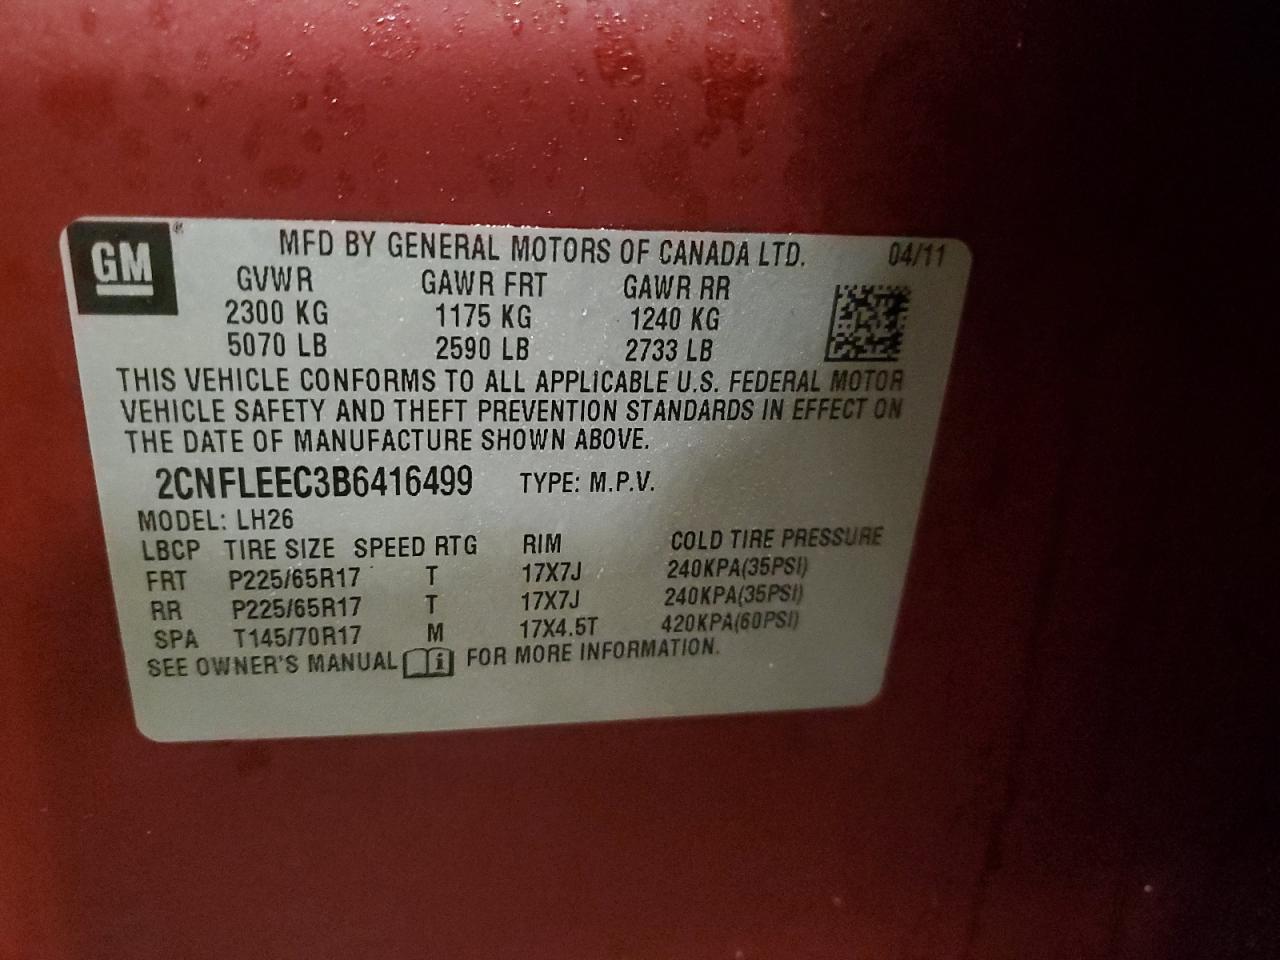 GM ®
MFD BY GENERAL MOTORS OF CANADA LTD. 04/11
GVWR GAWR FRT GAWR RR
2300 KG 1175 KG 1240 KG
5070 LB 2590 LB 2733 LB
THIS VEHICLE CONFORMS TO ALL APPLICABLE U.S. FEDERAL MOTOR
VEHICLE SAFETY AND THEFT PREVENTION STANDARDS IN EFFECT ON
THE DATE OF MANUFACTURE SHOWN ABOVE.
2CNFLEEC3B6416499 TYPE: M.P.V.
MODEL: LH26
LBCP TIRE SIZE SPEED RTG RIM COLD TIRE PRESSURE
FRT P225/65R17 T 17X7J 240KPA(35PSI)
RR P225/65R17 T 17X7J 240KPA(35PSI)
SPA T145/70R17 M 17X4.5T 420KPA(60PSI)
SEE OWNER'S MANUAL i FOR MORE INFORMATION.